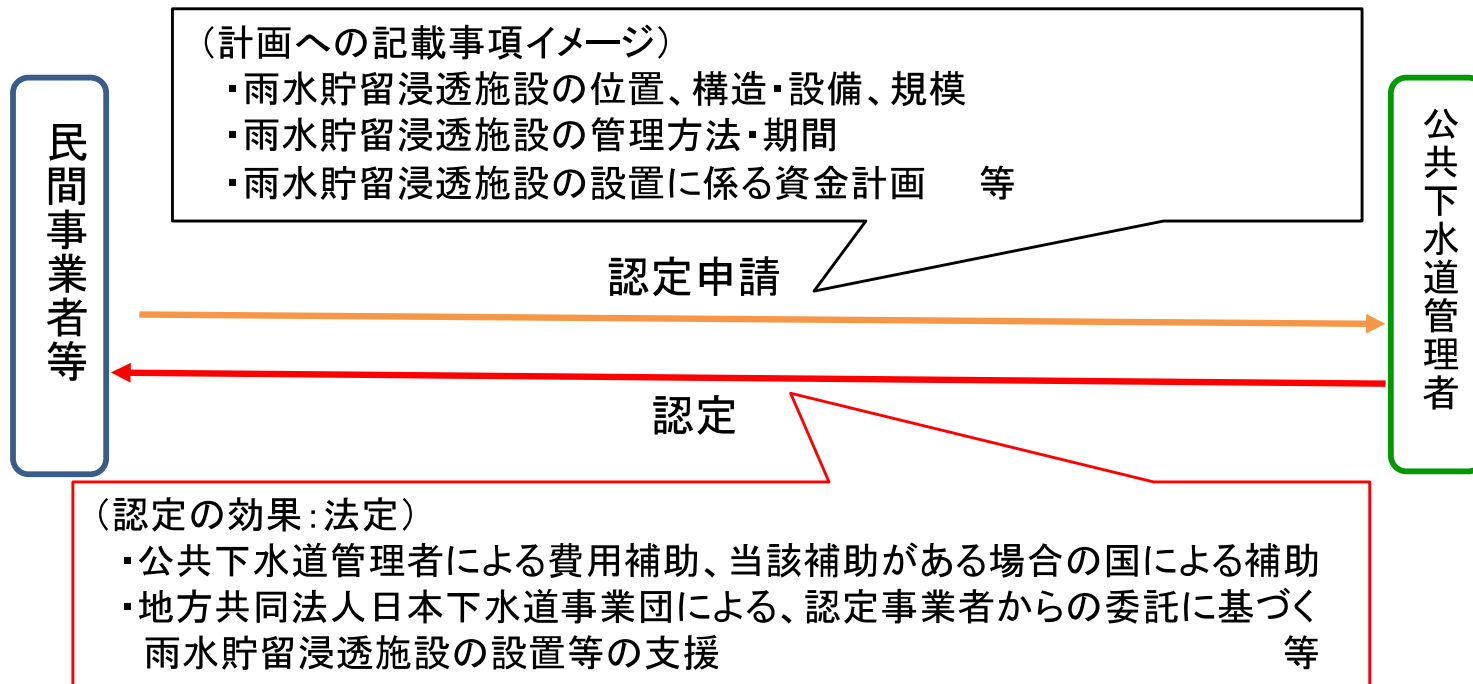 (計画への記載事項イメージ)
・雨水貯留浸透施設の位置、構造・設備、規模
・雨水貯留浸透施設の管理方法・期間
・雨水貯留浸透施設の設置に係る資金計画 等
民間事業者等
公共下水道管理者
認定申請
認定
(認定の効果:法定)
・公共下水道管理者による費用補助、当該補助がある場合の国による補助
・地方共同法人日本下水道事業団による、認定事業者からの委託に基づく
雨水貯留浸透施設の設置等の支援 等